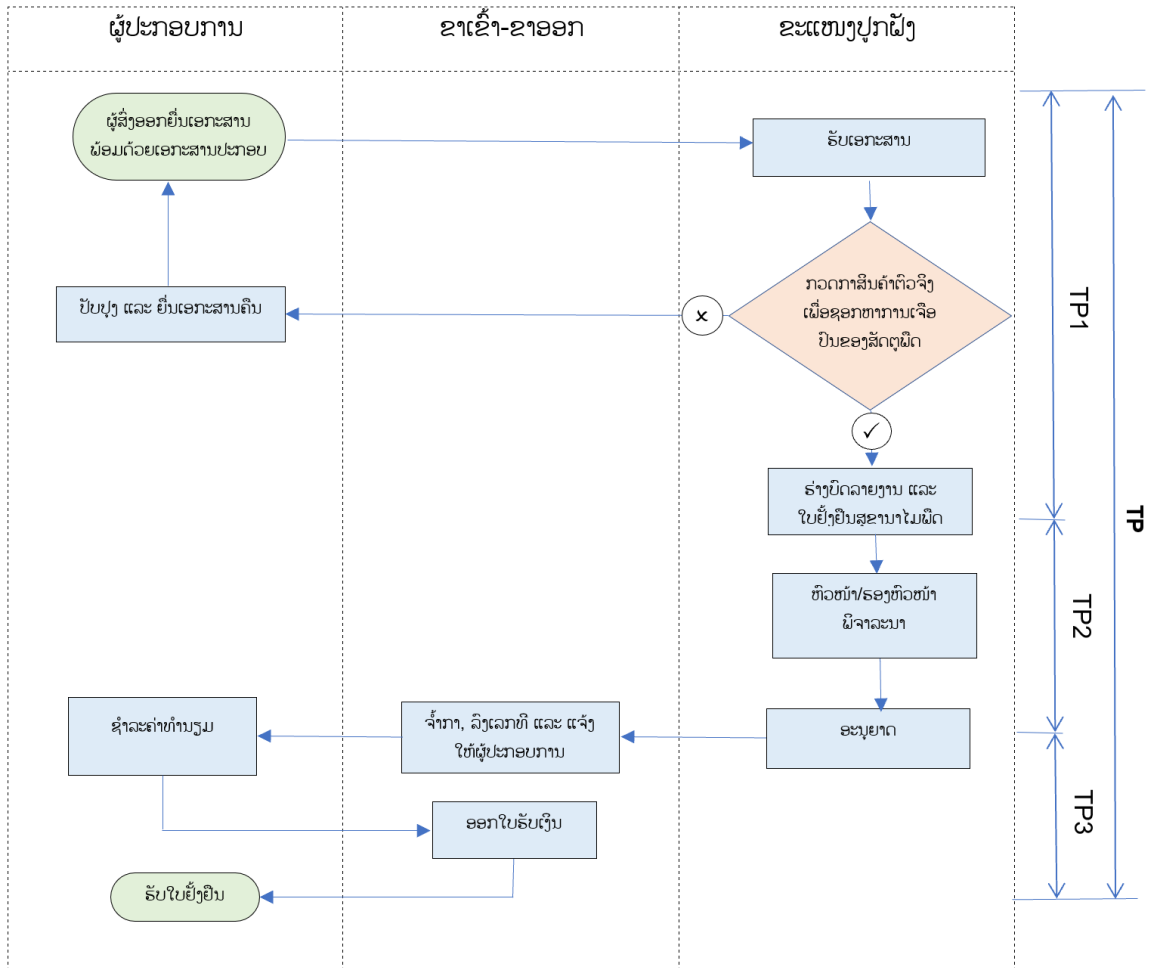 ຜູ້ປະກອບການ
ຂາເຂົ້າ-ຂາອອກ
ຂະແໜງປູກຝັງ
ຜູ້ສົ່ງອອກຍື່ນເອກະສານ
ພ້ອມດ້ວຍເອກະສານປະກອບ
ຮັບເອກະສານ
ກວດກາສິນຄ້າຕົວຈິງ
ເພື່ອຊອກຫາການເຈືອ
ປົນຂອງສັດຕູພືດ
x
ປັບປຸງ ແລະ ຍື່ນເອກະສານຄືນ
✓
ຮ່າງບົດລາຍງານ ແລະ
ໃບຢັ້ງຢືນສຸຂານາໄມພືດ
ຫົວໜ້າ/ຮອງຫົວໜ້າ
ພິຈາລະນາ
ອະນຸຍາດ
ຈ້ຳກາ, ລົງເລກທີ ແລະ ແຈ້ງ
ໃຫ້ຜູ້ປະກອບການ
ຊຳລະຄ່າທຳນຽມ
ອອກໃບຮັບເງິນ
ຮັບໃບຢັ້ງຢືນ
TP1
TP2
TP3
TP